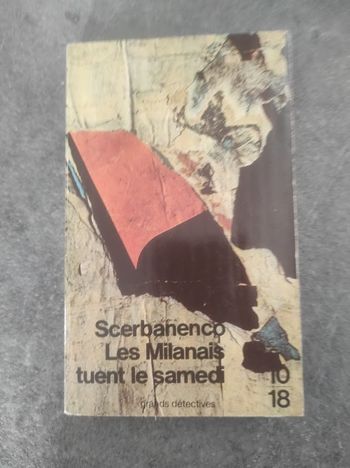 Scerbanenco
Les Milanais
tuent le samedi
10
18
grands détectives